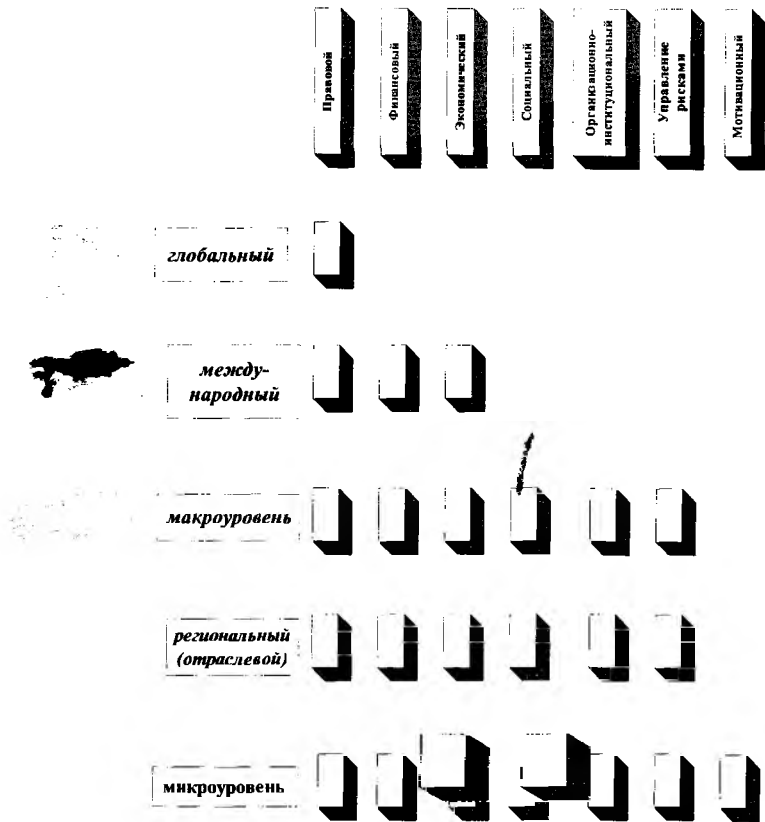 Правовой
Финансовый
Экономический
Социальный
Организационно-
институциональный
Управление
рисками
Мотивационный
глобальный
между-
народный
макроуровень
региональный
(отраслевой)
микроуровень